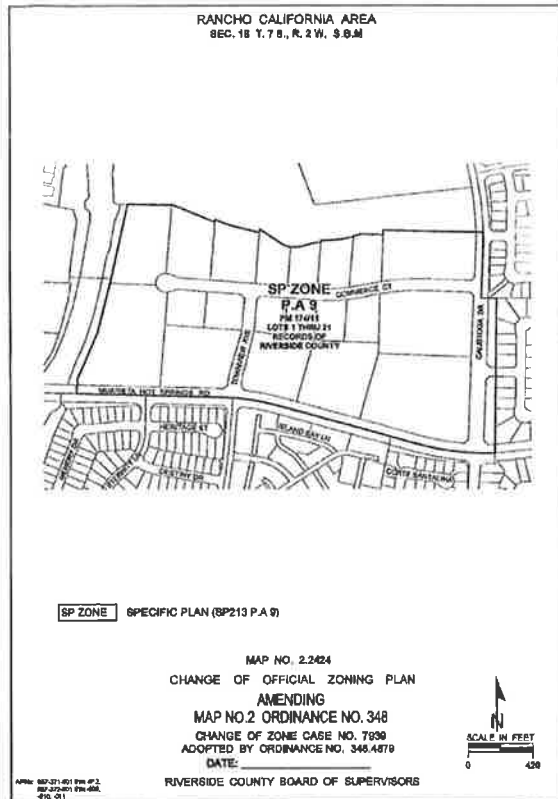 RANCHO CALIFORNIA AREA
SEC. 18 T. 7 S., R. 2 W. S.B.M
SP ZONE
P.A 9
PM 174/11
LOTS 1 THRU 21
RECORDS OF
RIVERSIDE COUNTY
COMMERCE CT
CALISTOGA DR
TOWNVIEW AVE
MURRIETA HOT SPRINGS RD
HERITAGE ST
ISLAND BAY LN
DESTINY DR
CORTE SANTALINA
SP ZONE SPECIFIC PLAN (SP213 P.A 9)
MAP NO. 2.2424
CHANGE OF OFFICIAL ZONING PLAN
AMENDING
MAP NO.2 ORDINANCE NO. 348
CHANGE OF ZONE CASE NO. 7939
ADOPTED BY ORDINANCE NO. 348.4879
DATE:
RIVERSIDE COUNTY BOARD OF SUPERVISORS
N
SCALE IN FEET
0 420